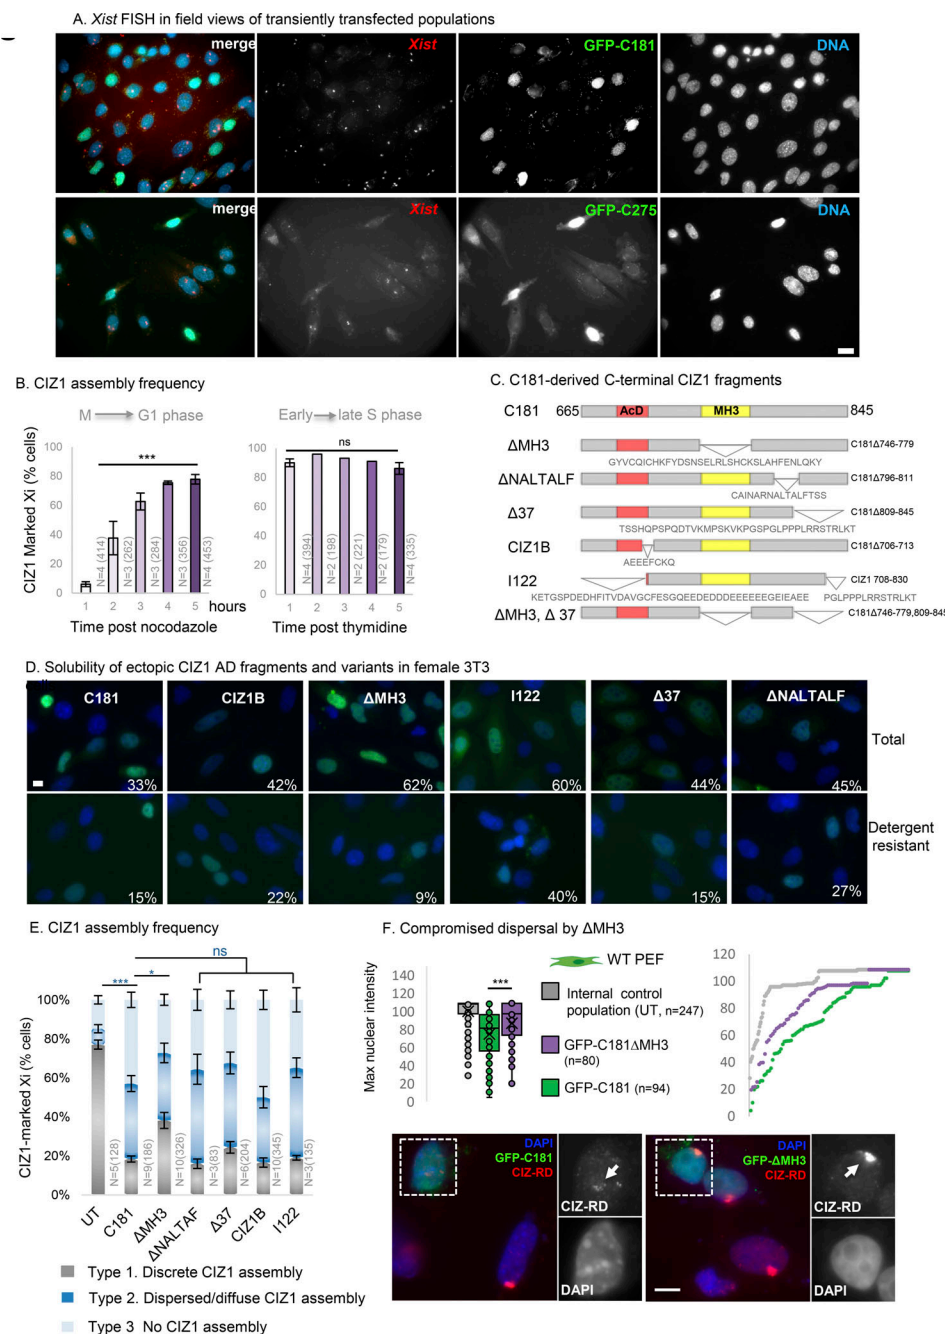 A. Xist FISH in field views of transiently transfected populations
merge
Xist
GFP-C181
DNA
merge
Xist
GFP-C275
DNA
B. CIZ1 assembly frequency
M G1 phase
Early late S phase
CIZ1 Marked Xi (% cells)
100
80
60
40
20
0
***
N=4 (414)
N=3 (262)
N=3 (284)
N=3 (356)
N=4 (453)
1 2 3 4 5
hours
Time post nocodazole
100
80
60
40
20
0
ns
N=4 (394)
N=2 (198)
N=2 (221)
N=2 (179)
N=4 (335)
1 2 3 4 5
Time post thymidine
C. C181-derived C-terminal CIZ1 fragments
C181 665 AcD MH3 845
ΔMH3 C181Δ746-779
GYVCQICHKFYDSNSELRLSHCKSLAHFENLQKY
ΔNALTALF C181Δ796-811
CAINARNALTALFTSS
Δ37 C181Δ809-845
TSSHQPSPQDTVKMPSKVKPGSPGLPPPLRRSTRLKT
CIZ1B C181Δ706-713
AEEEFCKQ
I122 CIZ1 708-830
KETGSPDEDHFITVDAVGCFESGQEEDEDDDEEEEEEGEIEAEE PGLPPPLRRSTRLKT
ΔMH3, Δ 37 C181Δ746-779,809-845
D. Solubility of ectopic CIZ1 AD fragments and variants in female 3T3
C181 CIZ1B ΔMH3 I122 Δ37 ΔNALTALF
Total
33% 42% 62% 60% 44% 45%
Detergent
resistant
15% 22% 9% 40% 15% 27%
E. CIZ1 assembly frequency
ns
***
*
CIZ1-marked Xi (% cells)
100%
80%
60%
40%
20%
0%
N=5(128)
N=9(186)
N=10(326)
N=3(83)
N=6(204)
N=10(345)
N=3(135)
UT
C181
ΔMH3
ΔNALTAF
Δ37
CIZ1B
I122
Type 1. Discrete CIZ1 assembly
Type 2. Dispersed/diffuse CIZ1 assembly
Type 3 No CIZ1 assembly
F. Compromised dispersal by ΔMH3
Max nuclear intensity
140
120
100
80
60
40
20
0
***
WT PEF
Internal control
population (UT, n=247)
GFP-C181ΔMH3
(n=80)
GFP-C181 (n=94)
120
100
80
60
40
20
0
DAPI
GFP-C181
CIZ-RD
CIZ-RD
DAPI
DAPI
GFP-ΔMH3
CIZ-RD
CIZ-RD
DAPI